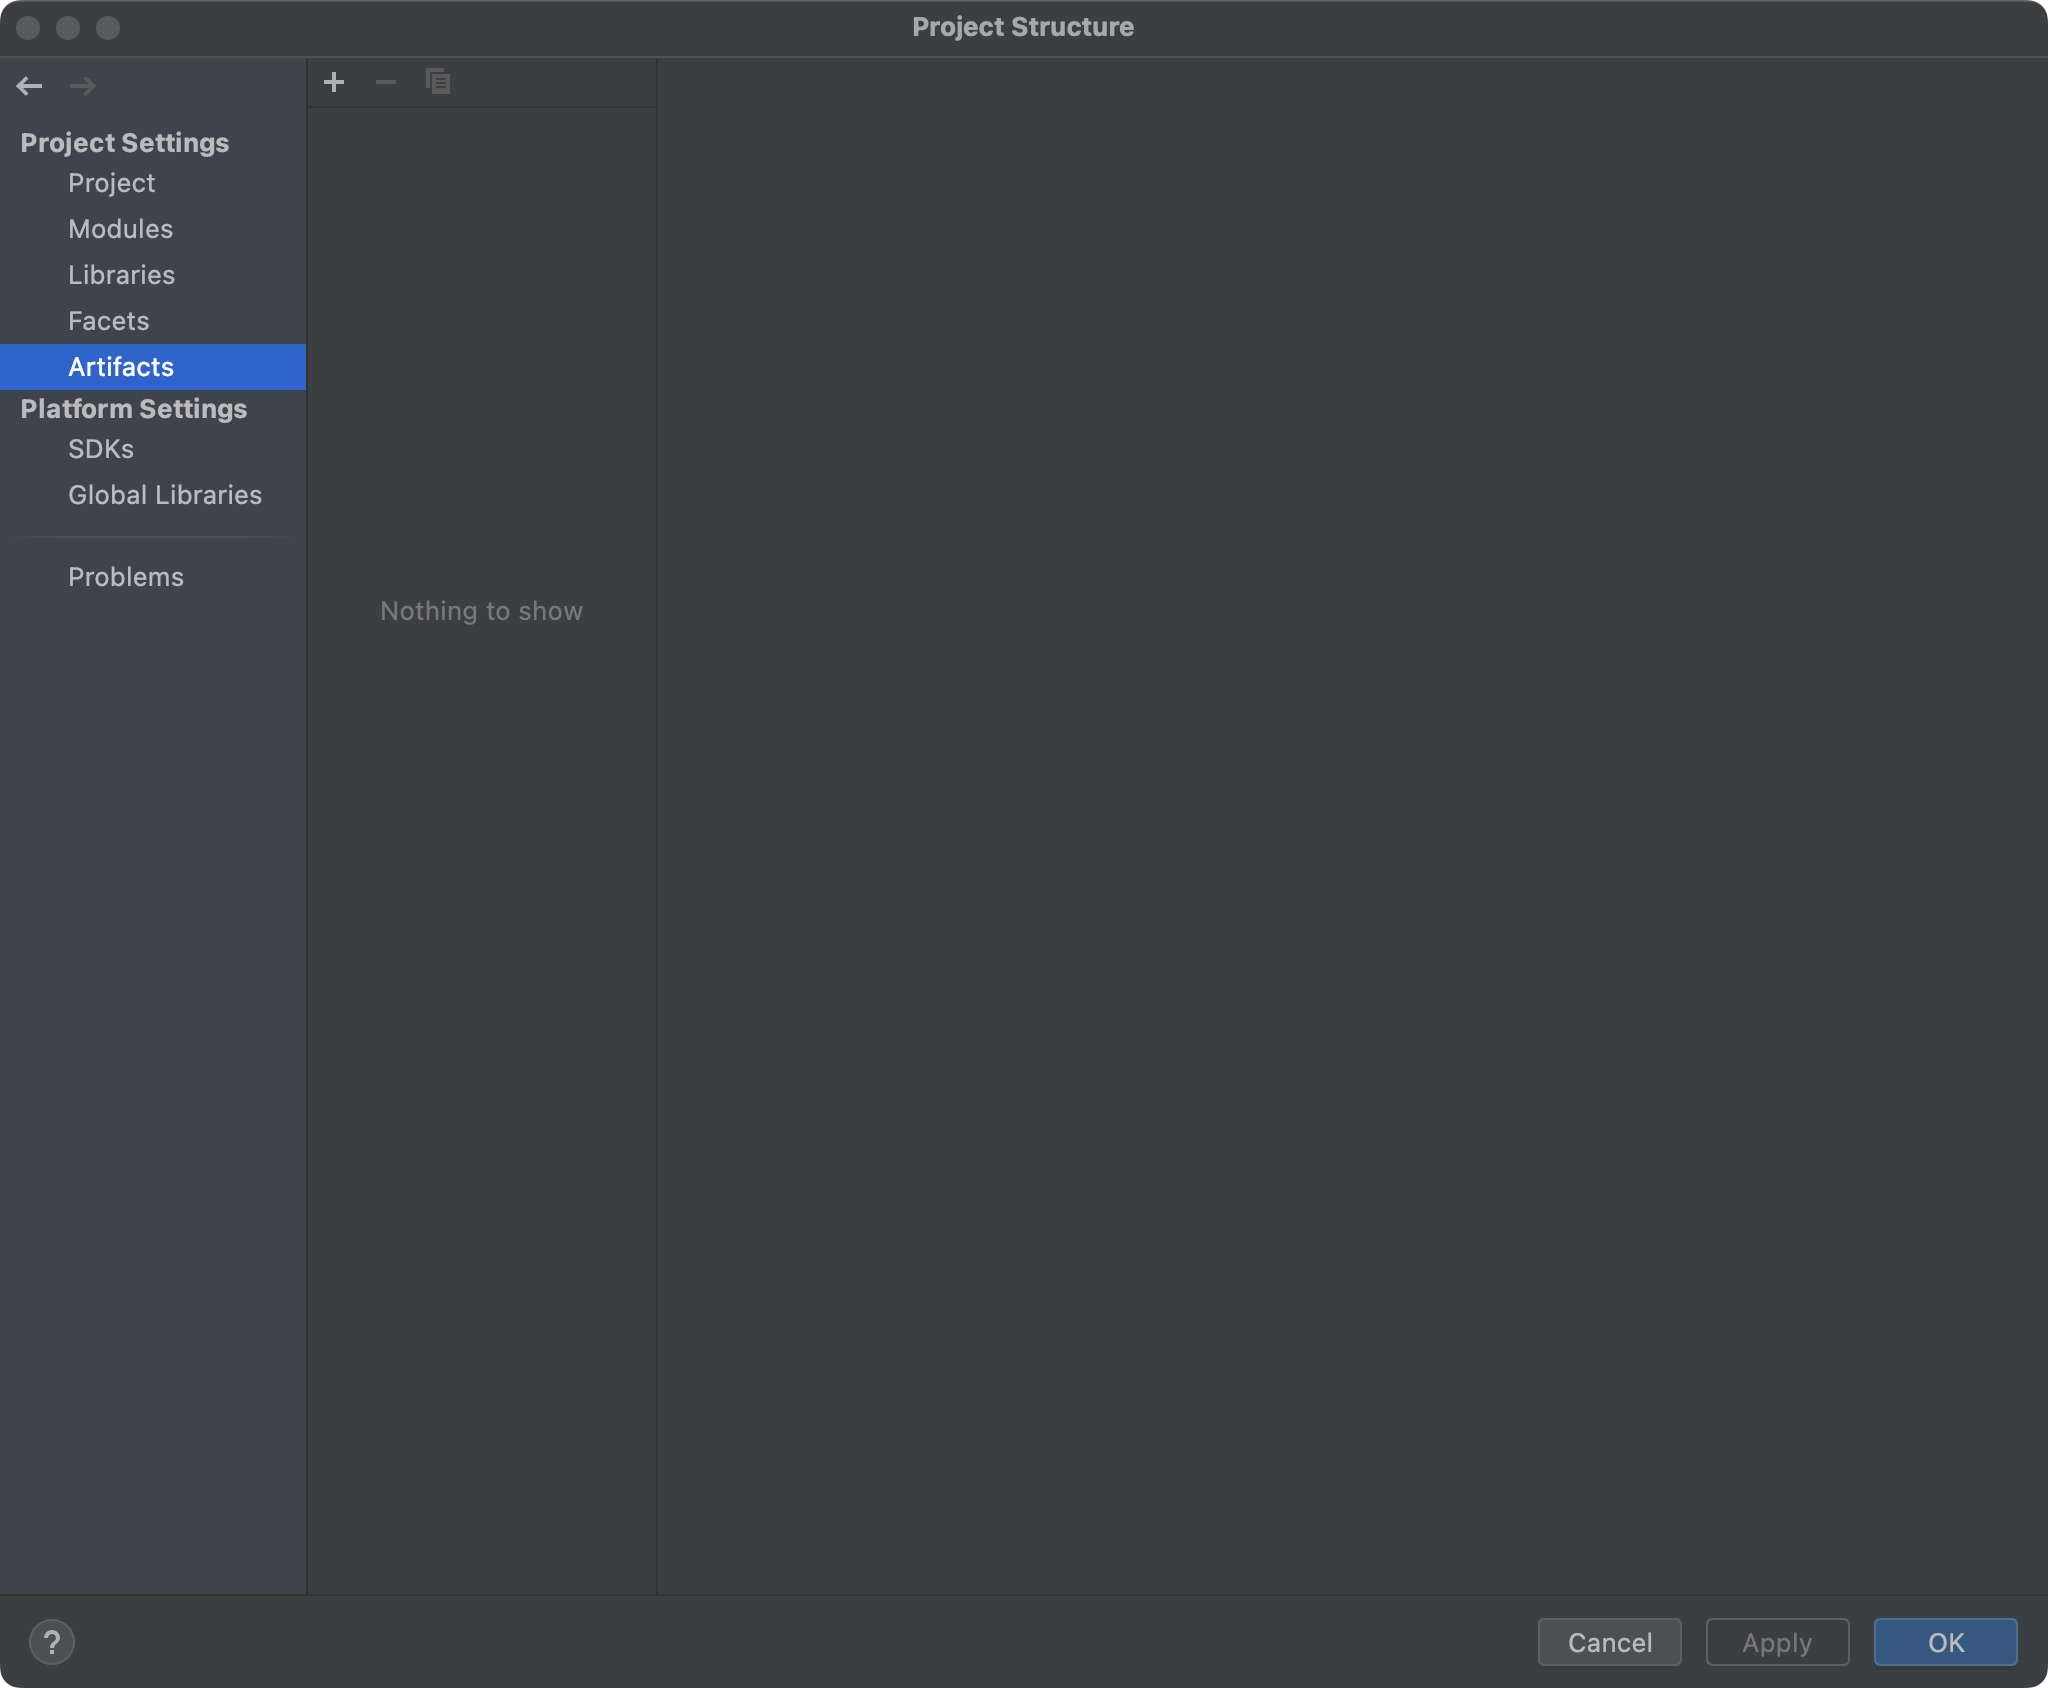 Project Structure
Project Settings
Project
Modules
Libraries
Facets
Artifacts
Platform Settings
SDKs
Global Libraries
Problems
Nothing to show
?
Cancel
Apply
OK